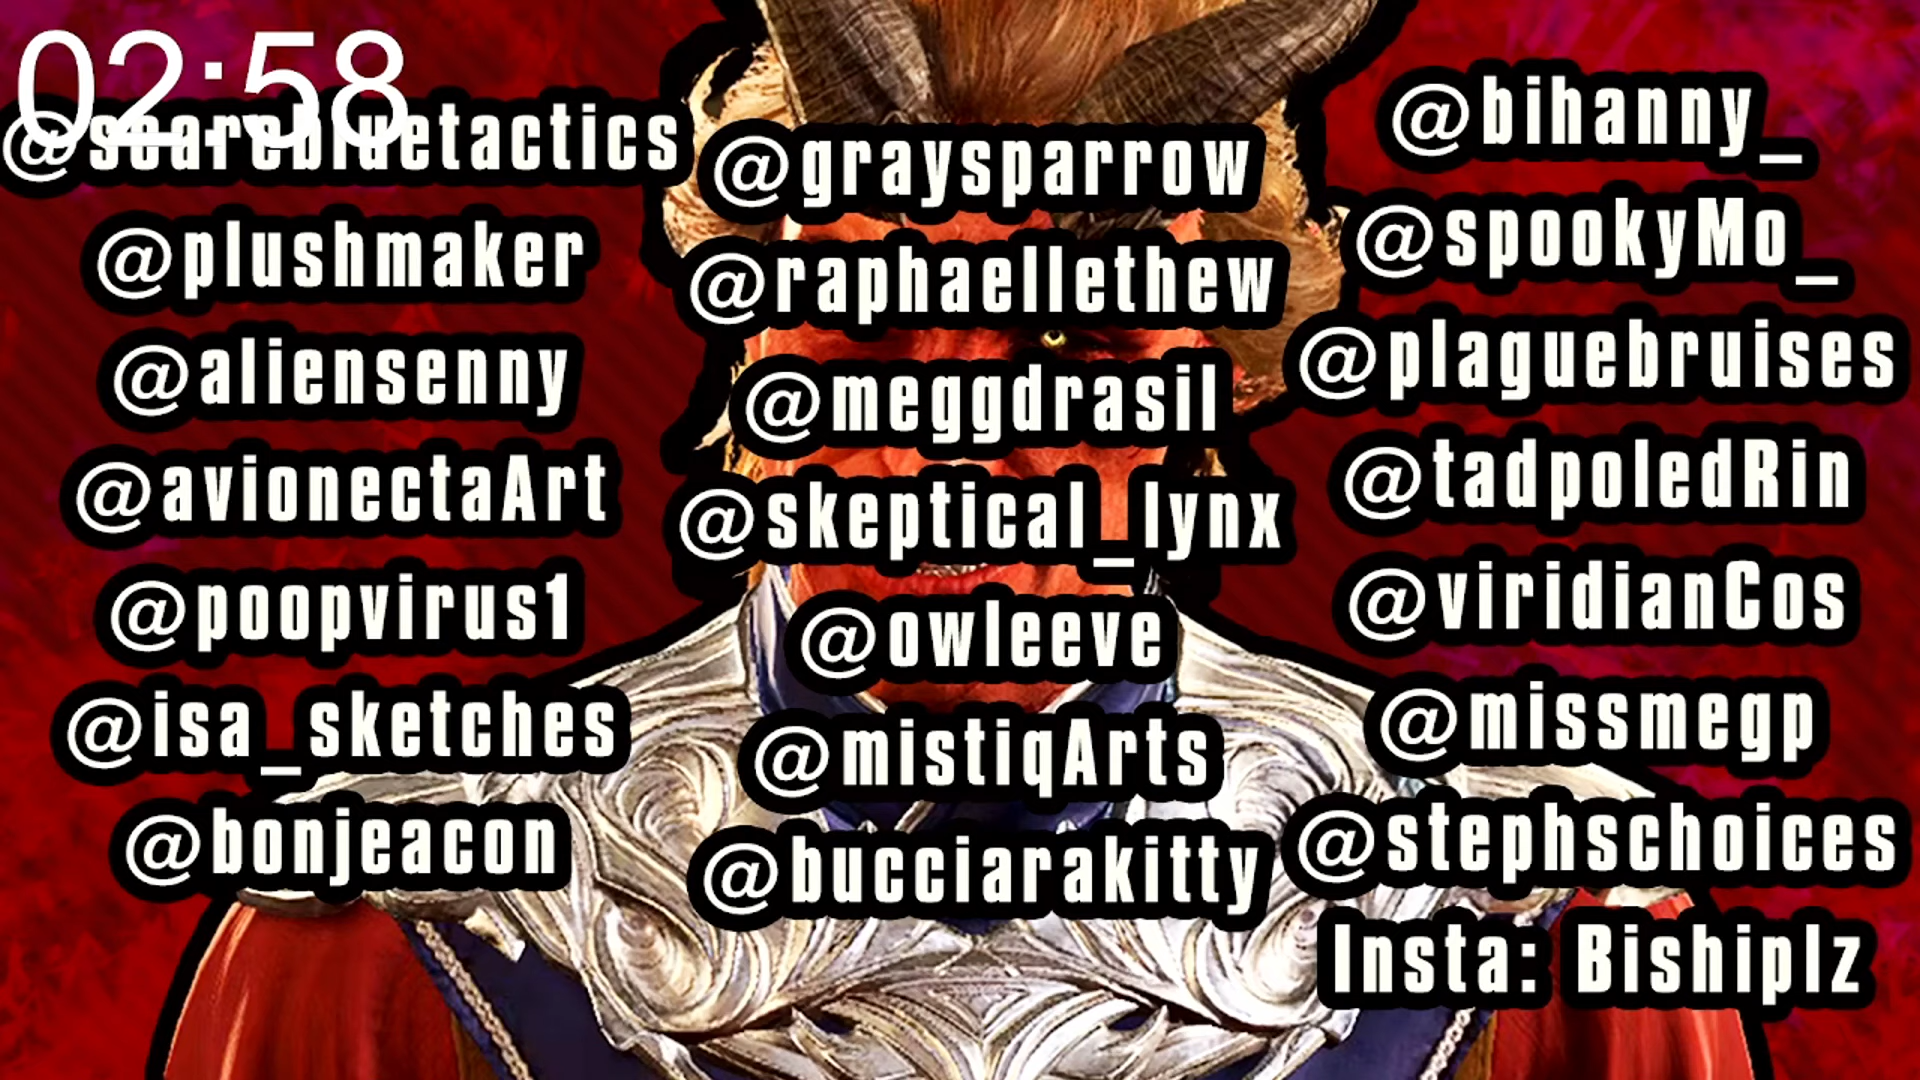 02:58
@scarebluetactics
@plushmaker
@aliensenny
@avionectaArt
@poopvirus1
@isa_sketches
@bonjeacon
@graysparrow
@raphaellethew
@meggdrasil
@skeptical_lynx
@owleeve
@mistiqArts
@bucciarakitty
@bihanny_
@spookyMo_
@plaguebruises
@tadpoledRin
@viridianCos
@missmegp
@stephschoices
Insta: Bishiplz